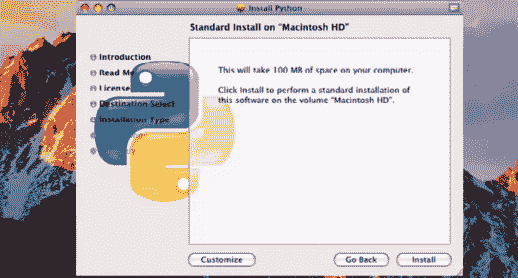 Install Python
Standard Install on "Macintosh HD"
Introduction
Read Me
License
Destination Select
Installation Type
This will take 100 MB of space on your computer.
Click Install to perform a standard installation of
this software on the volume "Macintosh HD".
Customize
Go Back
Install